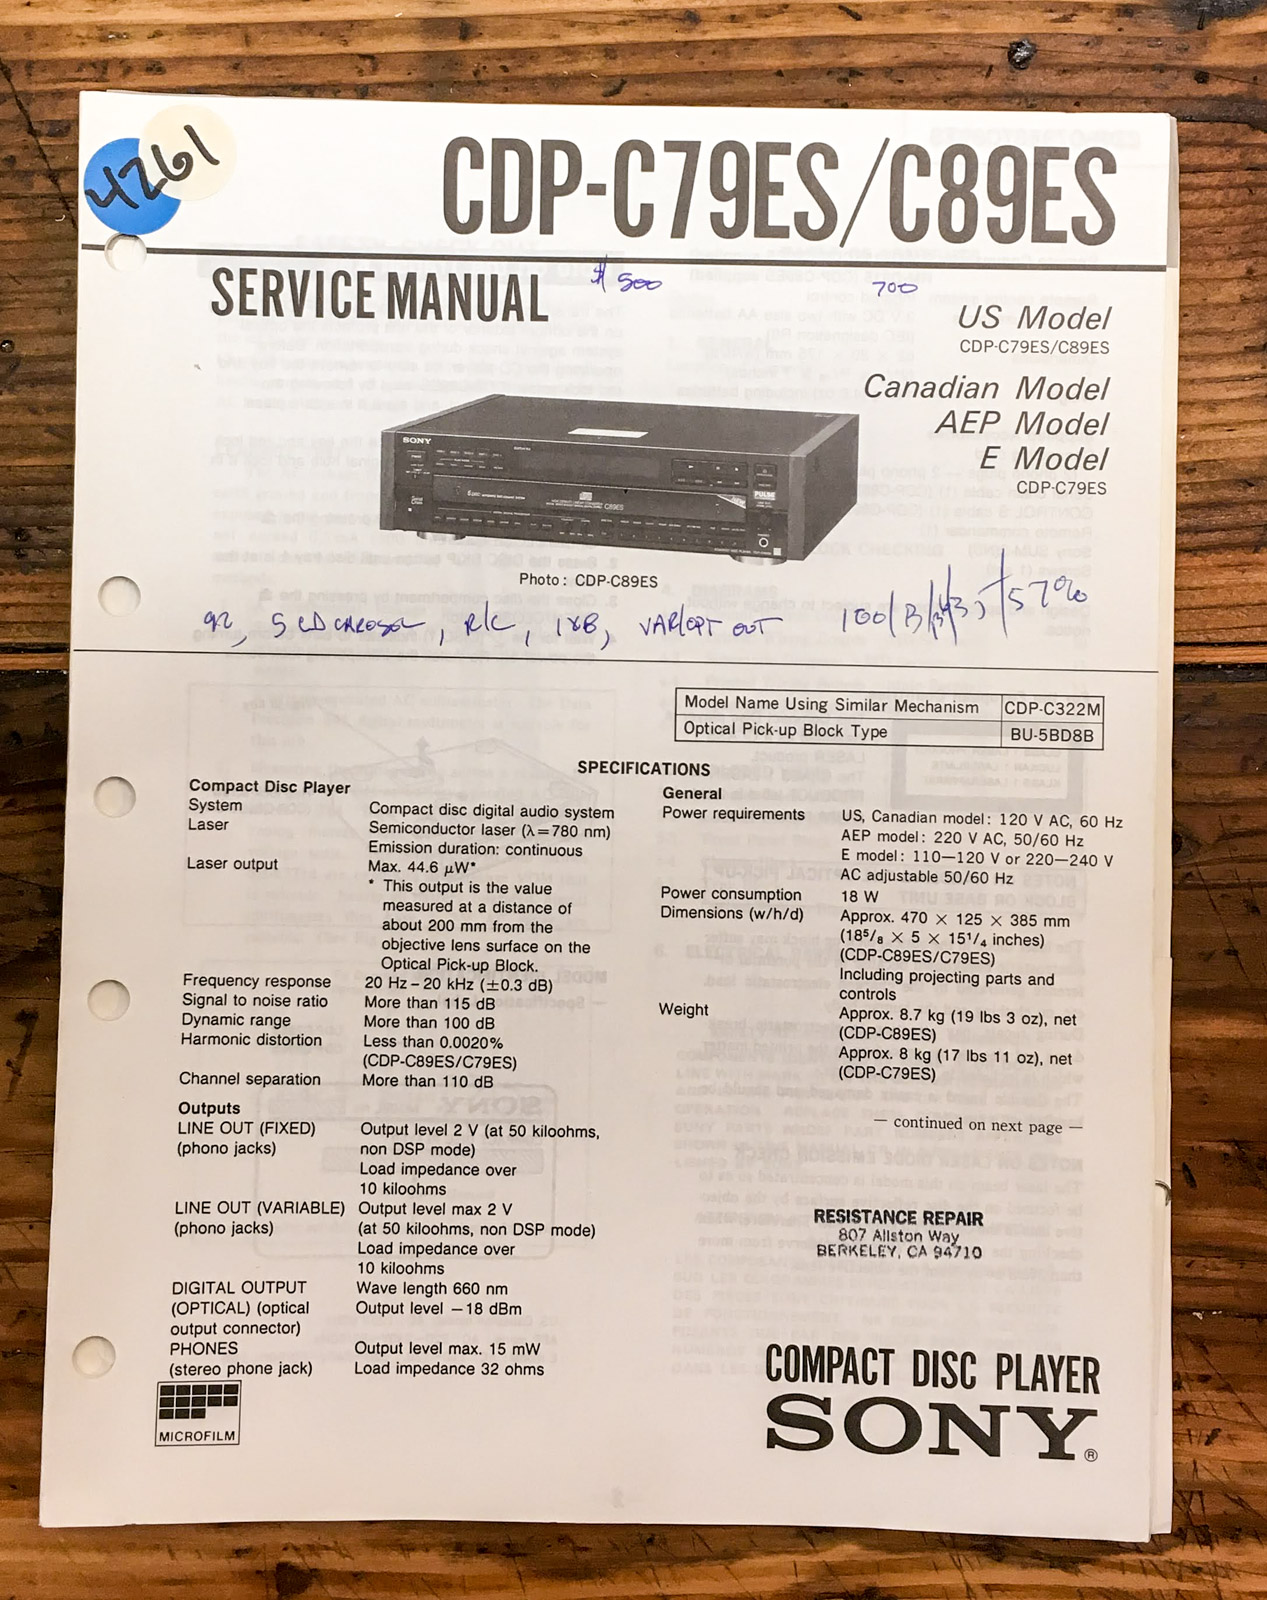 4261
CDP-C79ES/C89ES
SERVICE MANUAL
$ 500
700
US Model
CDP-C79ES/C89ES
Canadian Model
AEP Model
E Model
CDP-C79ES
SONY
C89ES
PULSE
Photo: CDP-C89ES
92, 5 CD CAROSEL, R/C, 1XB, VAR/OPT OUT
Model Name Using Similar Mechanism CDP-C322M
Optical Pick-up Block Type BU-5BD8B
SPECIFICATIONS
Compact Disc Player
System Compact disc digital audio system
Laser Semiconductor laser (λ=780 nm)
Emission duration: continuous
Laser output Max. 44.6 μW*
* This output is the value
measured at a distance of
about 200 mm from the
objective lens surface on the
Optical Pick-up Block.
Frequency response 20 Hz – 20 kHz (±0.3 dB)
Signal to noise ratio More than 115 dB
Dynamic range More than 100 dB
Harmonic distortion Less than 0.0020%
(CDP-C89ES/C79ES)
Channel separation More than 110 dB
Outputs
LINE OUT (FIXED) Output level 2 V (at 50 kiloohms,
(phono jacks) non DSP mode)
Load impedance over
10 kiloohms
LINE OUT (VARIABLE) Output level max 2 V
(phono jacks) (at 50 kiloohms, non DSP mode)
Load impedance over
10 kiloohms
DIGITAL OUTPUT Wave length 660 nm
(OPTICAL) (optical Output level −18 dBm
output connector)
PHONES Output level max. 15 mW
(stereo phone jack) Load impedance 32 ohms
MICROFILM
General
Power requirements US, Canadian model: 120 V AC, 60 Hz
AEP model: 220 V AC, 50/60 Hz
E model: 110—120 V or 220—240 V
AC adjustable 50/60 Hz
Power consumption 18 W
Dimensions (w/h/d) Approx. 470 × 125 × 385 mm
(18⁵/₈ × 5 × 15¹/₄ inches)
(CDP-C89ES/C79ES)
Including projecting parts and
controls
Weight Approx. 8.7 kg (19 lbs 3 oz), net
(CDP-C89ES)
Approx. 8 kg (17 lbs 11 oz), net
(CDP-C79ES)
— continued on next page —
RESISTANCE REPAIR
807 Allston Way
BERKELEY, CA 94710
COMPACT DISC PLAYER
SONY®